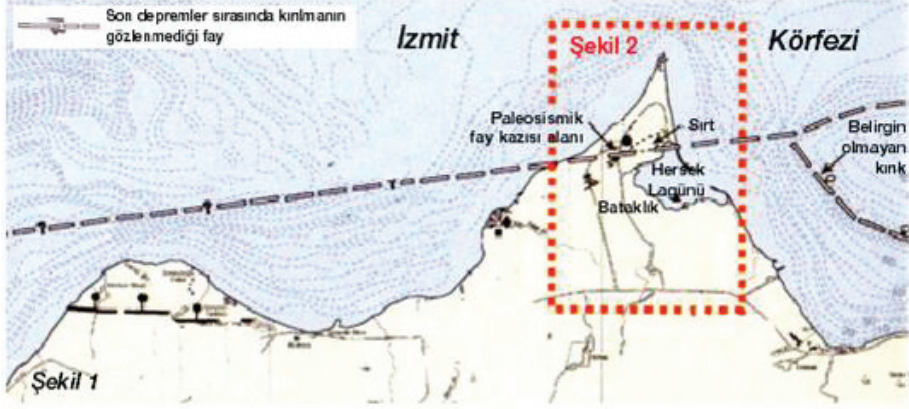 Son depremler sırasında kırılmanın
gözlenmediği fay
İzmit
Körfezi
Şekil 2
Paleosismik
fay kazısı alanı
Sırt
Belirgin
olmayan
kırık
Hersek
Lagünü
Bataklık
Şekil 1